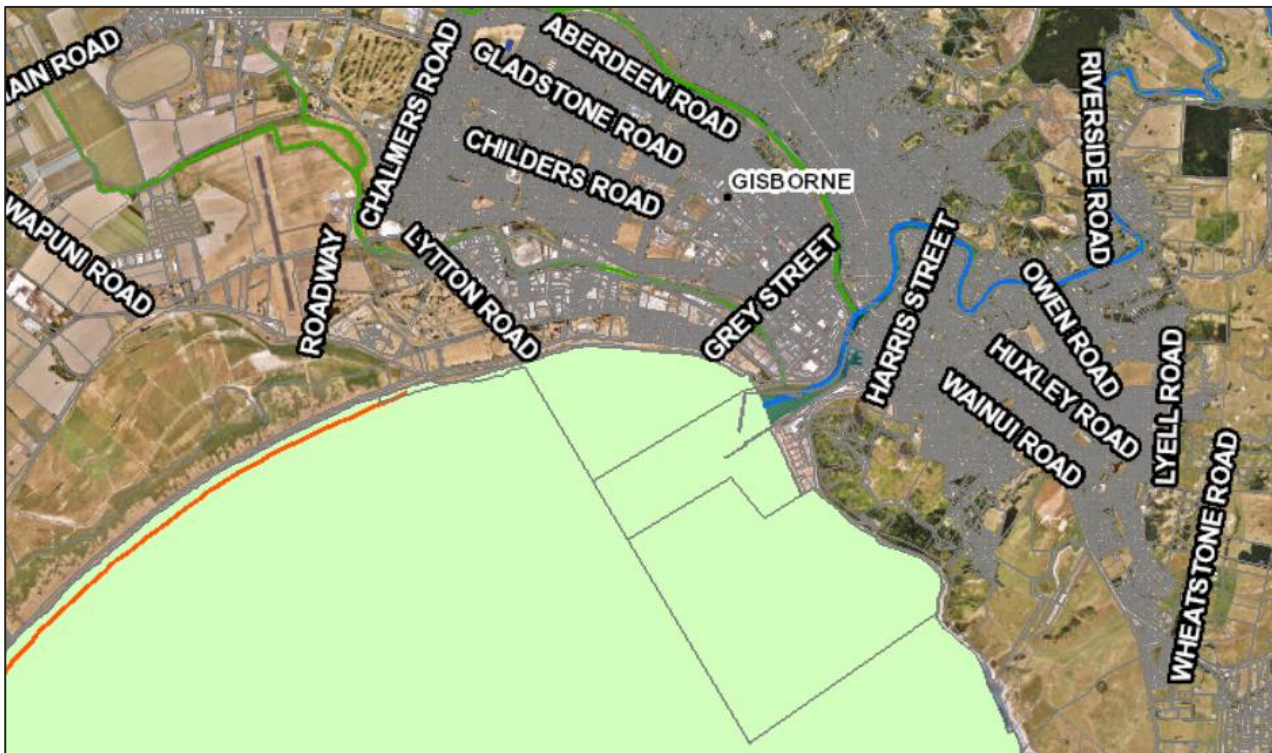 ABERDEEN ROAD
GLADSTONE ROAD
CHALMERS ROAD
RIVERSIDE ROAD
CHILDERS ROAD
GISBORNE
ROADWAY
LYTTON ROAD
GREY STREET
HARRIS STREET
OWEN ROAD
HUXLEY ROAD
WAINUI ROAD
LYELL ROAD
WHEATSTONE ROAD
AIN ROAD
WAPUNI ROAD